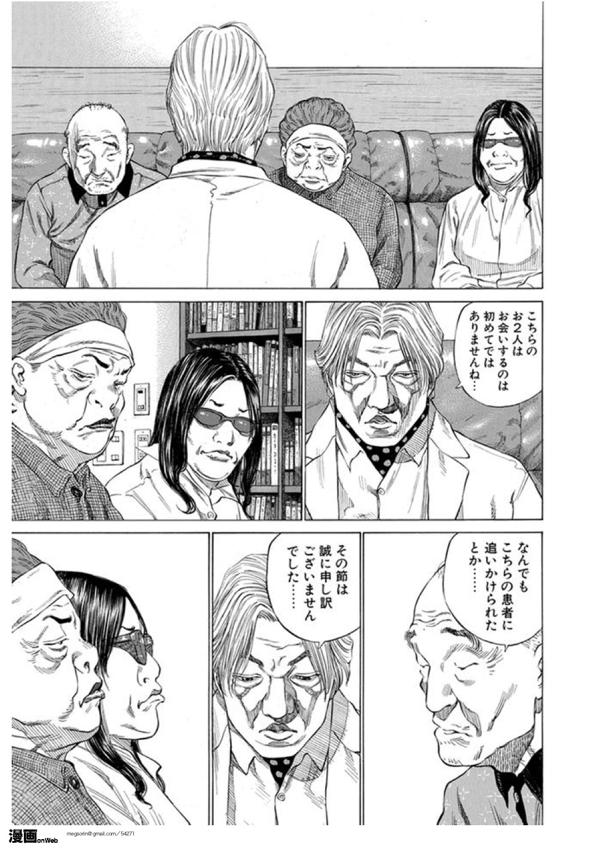 こちらの
お２人は
お会いするのは
初めてでは
ありませんね…
なんでも
こちらの患者に
追いかけられた
とか……
その節は
誠に申し訳
ございません
でした……
漫画onWeb
megaorin@gmail.com/54271